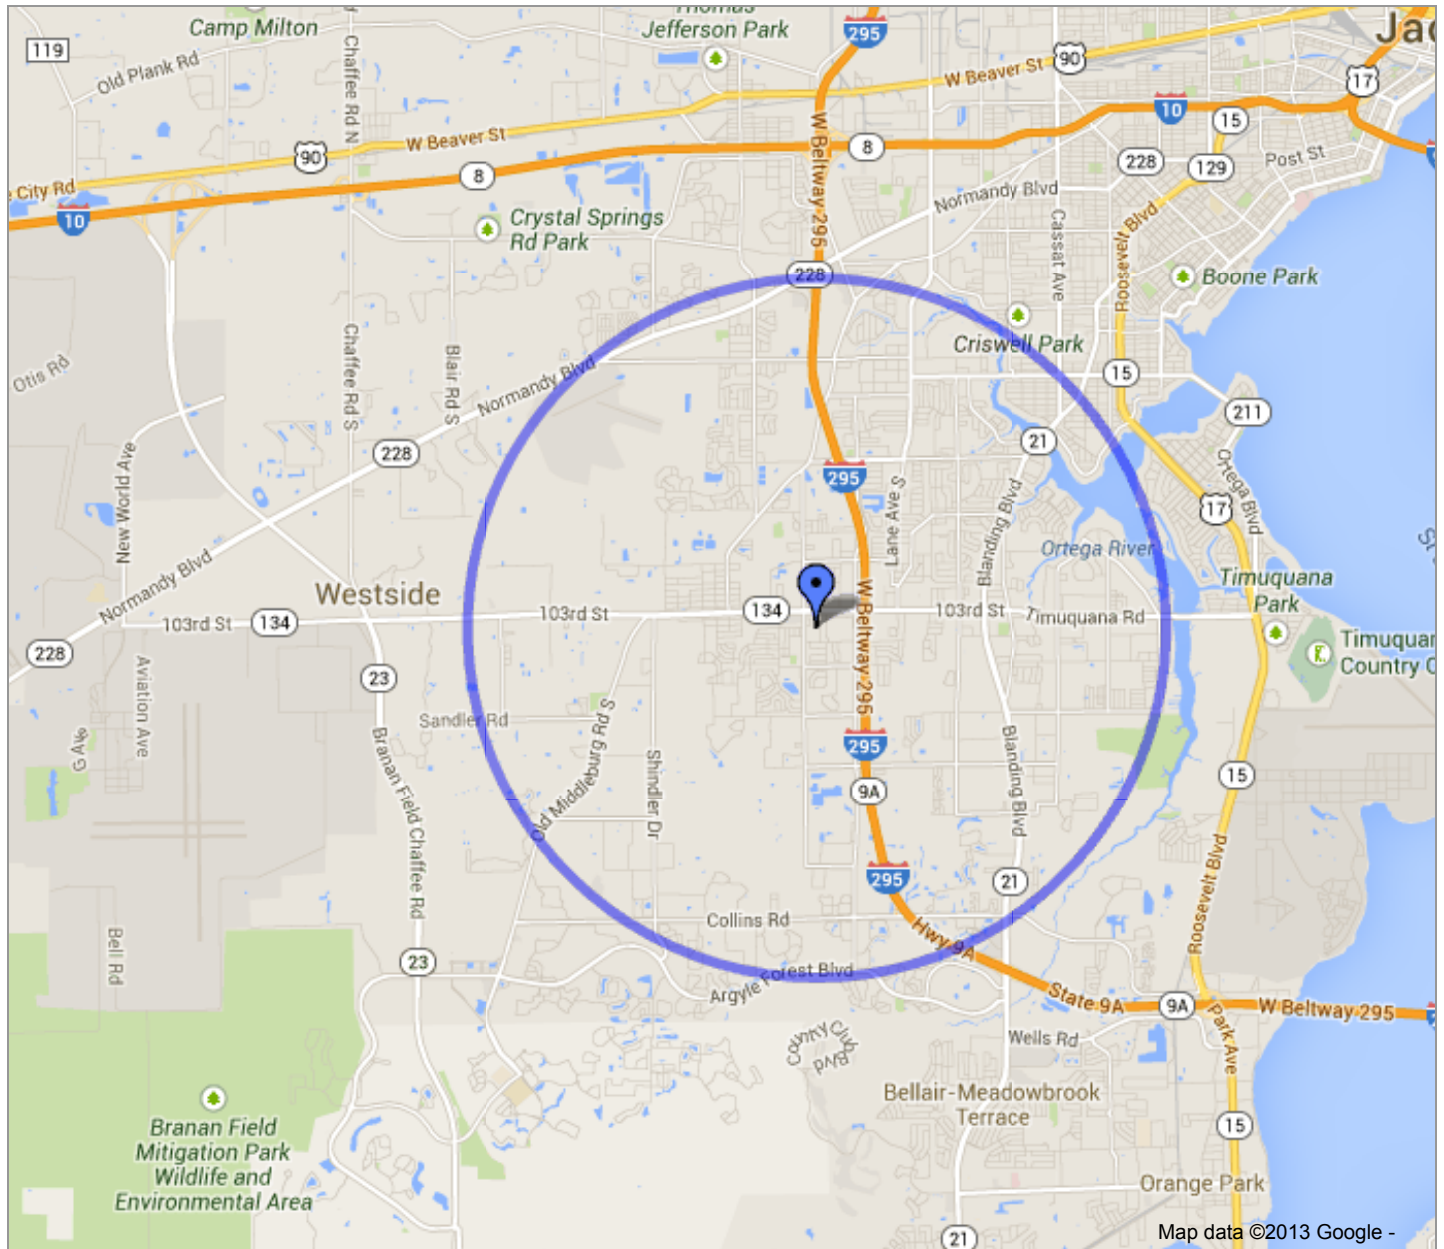 Camp Milton
Thomas
Jefferson Park
Jac
119
Old Plank Rd
Chaffee Rd N
295
W Beaver St
90
17
10
15
W Beaver St
90
8
8
228
129
Post St
e City Rd
10
W Beltway 295
Normandy Blvd
Cassat Ave
Roosevelt Blvd
Crystal Springs
Rd Park
228
Boone Park
Criswell Park
Otis Rd
Chaffee Rd S
Blair Rd S
Normandy Blvd
15
211
228
21
New World Ave
295
Lane Ave S
Blanding Blvd
17
Ortega Blvd
Ortega River
Normandy Blvd
Westside
Timuquana
Park
103rd St
134
103rd St
134
W Beltway 295
103rd St
Timuquana Rd
228
Timuquan
Country C
Aviation Ave
23
Sandler Rd
Old Middleburg Rd S
Shindler Dr
295
Blanding Blvd
G Ave
Branan Field Chaffee Rd
9A
15
295
21
Roosevelt Blvd
Collins Rd
Hwy 9A
Bell Rd
23
Argyle Forest Blvd
State 9A
9A
W Beltway 295
Park Ave
Wells Rd
Country Club
Blvd
Bellair-Meadowbrook
Terrace
Branan Field
Mitigation Park
Wildlife and
Environmental Area
15
Orange Park
21
Map data ©2013 Google -